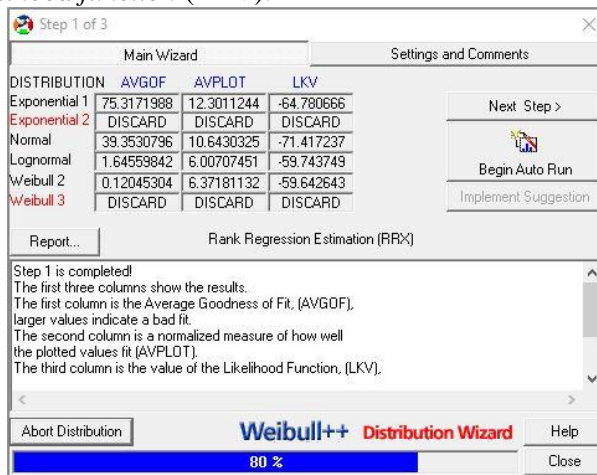 Step 1 of 3
Main Wizard Settings and Comments
DISTRIBUTION AVGOF AVPLOT LKV
Exponential 1 75.3171988 12.3011244 -64.780666
Exponential 2 DISCARD DISCARD DISCARD
Normal 39.3530796 10.6430325 -71.417237
Lognormal 1.64559842 6.00707451 -59.743749
Weibull 2 0.12045304 6.37181132 -59.642643
Weibull 3 DISCARD DISCARD DISCARD
Next Step >
Begin Auto Run
Implement Suggestion
Report... Rank Regression Estimation (RRX)
Step 1 is completed!
The first three columns show the results.
The first column is the Average Goodness of Fit, (AVGOF),
larger values indicate a bad fit.
The second column is a normalized measure of how well
the plotted values fit (AVPLOT).
The third column is the value of the Likelihood Function, (LKV),
Abort Distribution Weibull++ Distribution Wizard Help
80 % Close